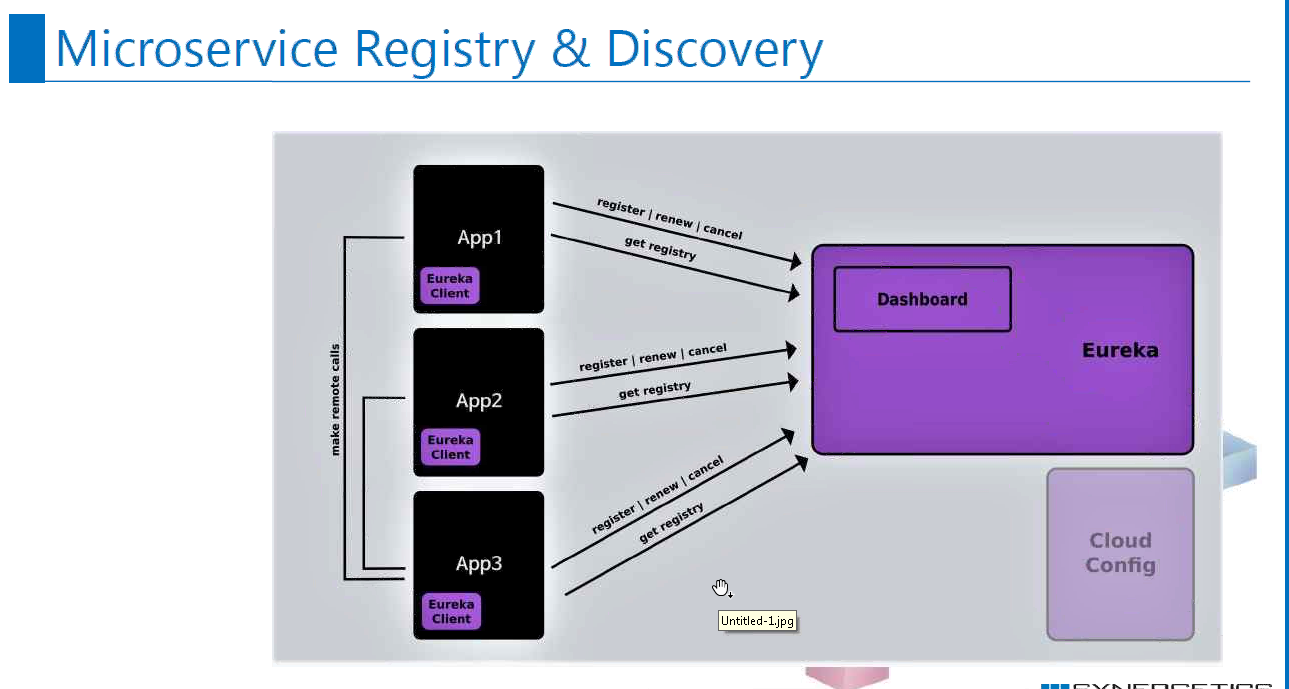 Microservice Registry & Discovery
App1
Eureka
Client
register | renew | cancel
get registry
make remote calls
App2
Eureka
Client
register | renew | cancel
get registry
App3
Eureka
Client
register | renew | cancel
get registry
Dashboard
Eureka
Cloud
Config
Untitled-1.jpg
SYNERGETICS